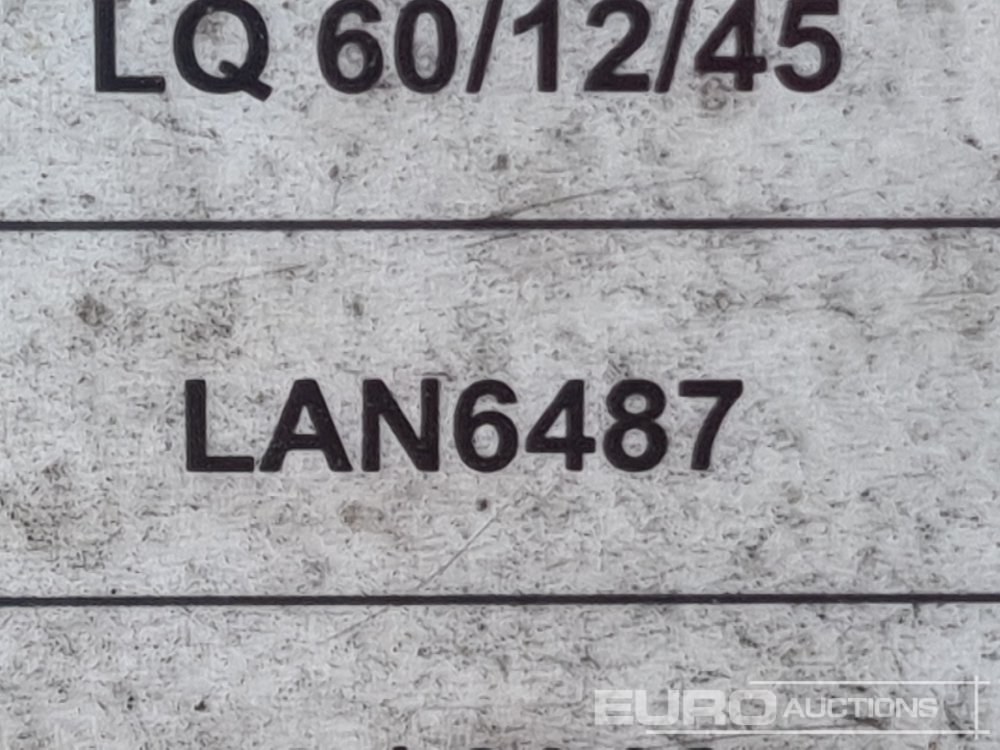 LQ 60/12/45
LAN6487
EURO AUCTIONS